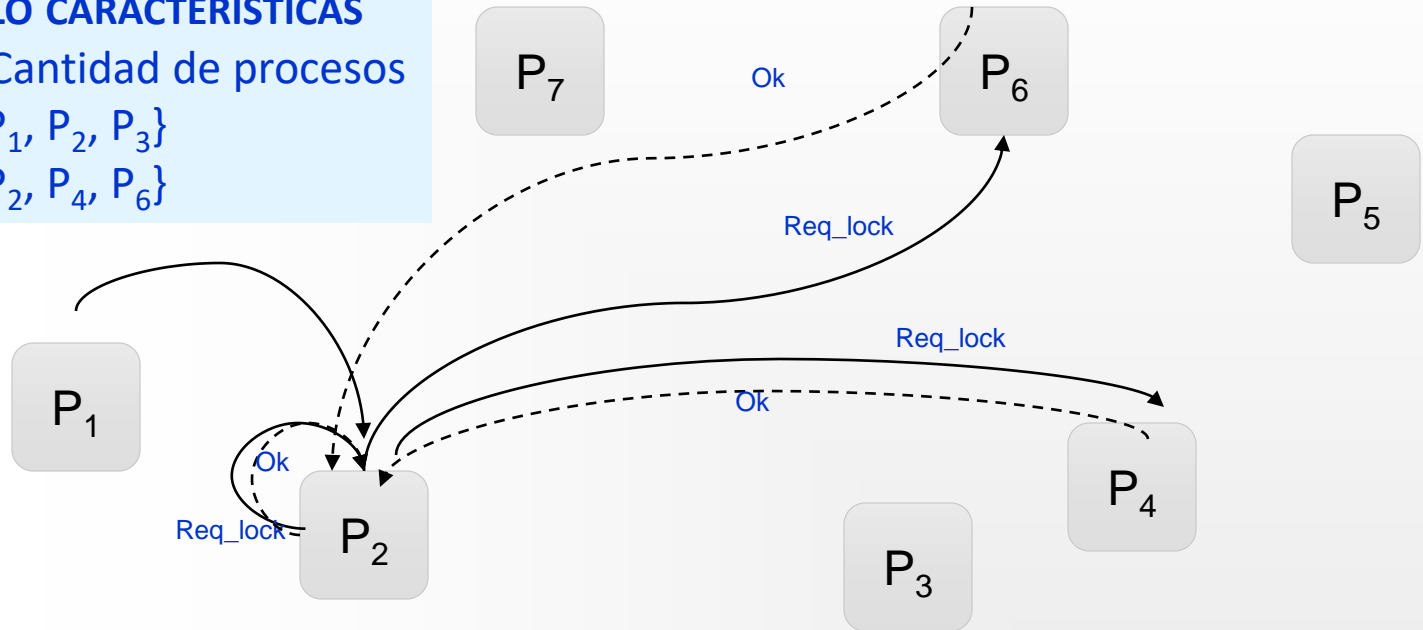 LO CARACTERÍSTICAS
Cantidad de procesos
P1, P2, P3}
P2, P4, P6}
P7
Ok
P6
P5
Req_lock
Req_lock
Ok
P1
Ok
P4
Req_lock
P2
P3